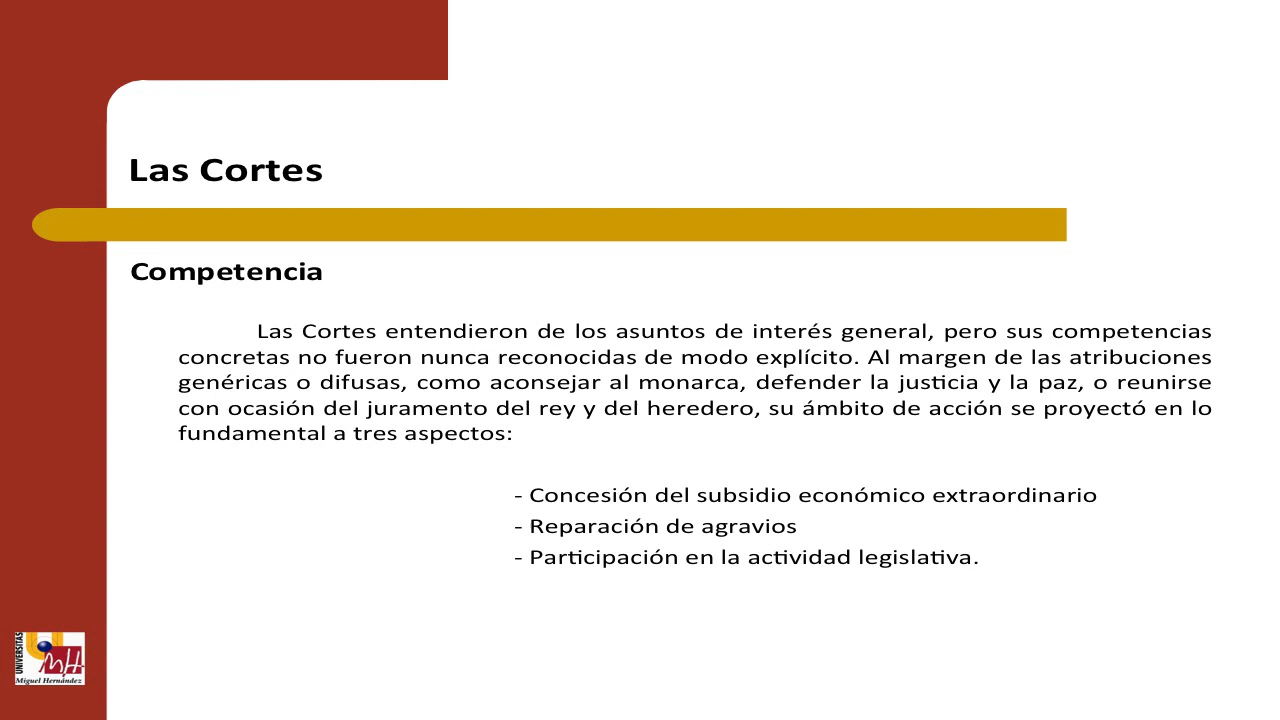 Las Cortes
Competencia
Las Cortes entendieron de los asuntos de interés general, pero sus competencias
concretas no fueron nunca reconocidas de modo explícito. Al margen de las atribuciones
genéricas o difusas, como aconsejar al monarca, defender la justicia y la paz, o reunirse
con ocasión del juramento del rey y del heredero, su ámbito de acción se proyectó en lo
fundamental a tres aspectos:
- Concesión del subsidio económico extraordinario
- Reparación de agravios
- Participación en la actividad legislativa.
UNIVERSITAS
MH
Miguel Hernández